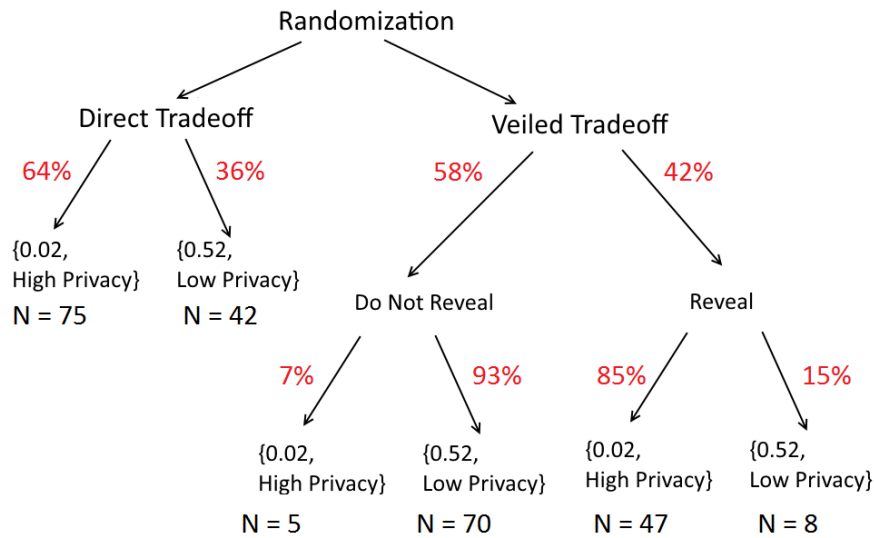 Randomization
Direct Tradeoff
Veiled Tradeoff
64%
36%
58%
42%
{0.02,
High Privacy}
N = 75
{0.52,
Low Privacy}
N = 42
Do Not Reveal
Reveal
7%
93%
85%
15%
{0.02,
High Privacy}
N = 5
{0.52,
Low Privacy}
N = 70
{0.02,
High Privacy}
N = 47
{0.52,
Low Privacy}
N = 8